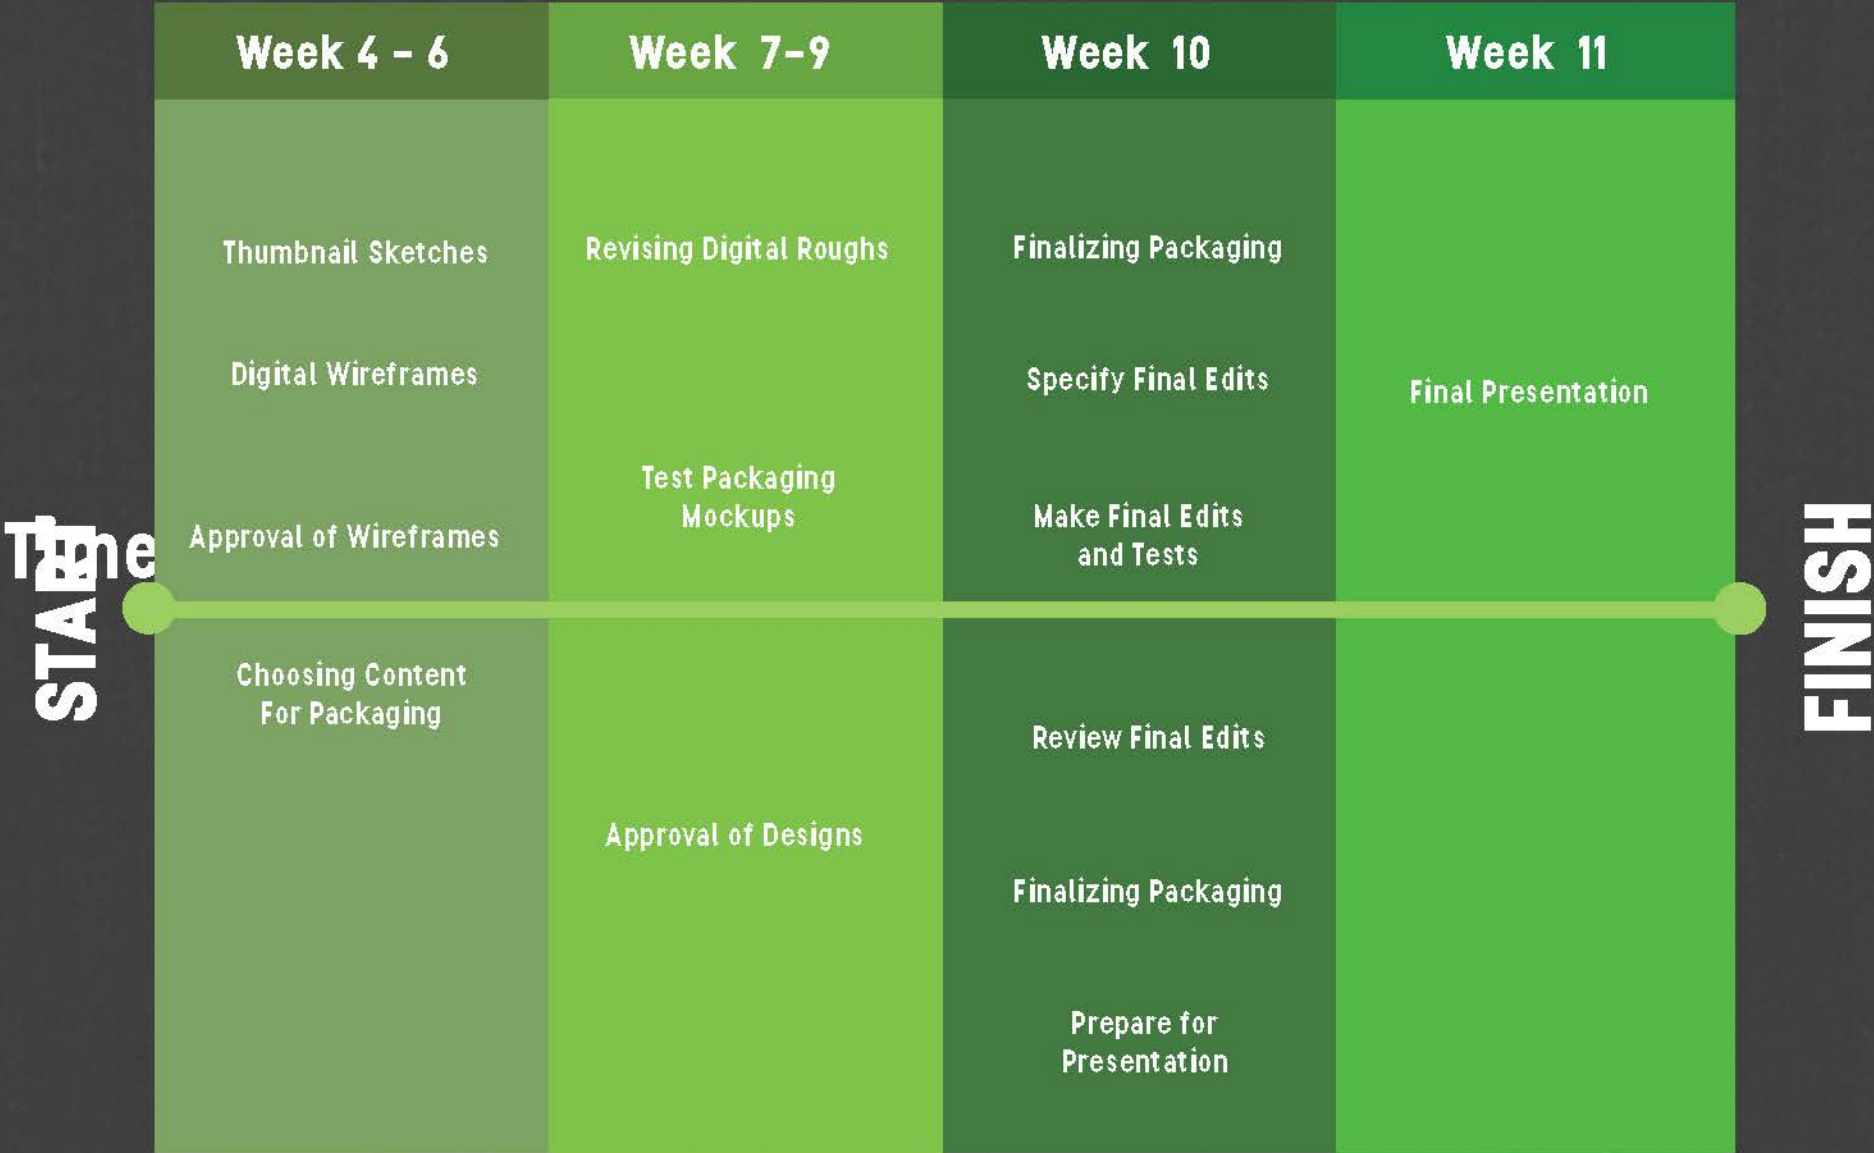 Week 4 - 6
Thumbnail Sketches
Digital Wireframes
Approval of Wireframes
Choosing Content
For Packaging
Week 7-9
Revising Digital Roughs
Test Packaging
Mockups
Approval of Designs
Week 10
Finalizing Packaging
Specify Final Edits
Make Final Edits
and Tests
Review Final Edits
Finalizing Packaging
Prepare for
Presentation
Week 11
Final Presentation
START
FINISH